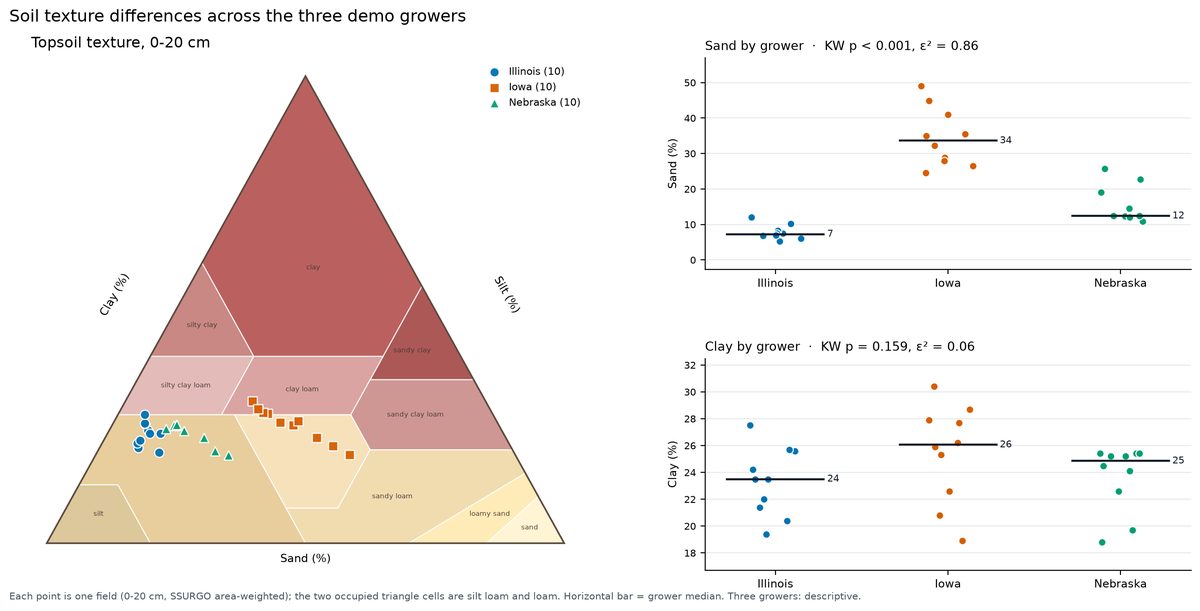 Soil texture differences across the three demo growers
Topsoil texture, 0-20 cm
Illinois (10)
Iowa (10)
Nebraska (10)
Clay (%)
Silt (%)
Sand (%)
clay
silty clay
sandy clay
silty clay loam
clay loam
sandy clay loam
silt
sandy loam
loamy sand
sand
Sand by grower · KW p < 0.001, ε² = 0.86
Sand (%)
50
40
30
20
10
0
7
34
12
Illinois
Iowa
Nebraska
Clay by grower · KW p = 0.159, ε² = 0.06
Clay (%)
32
30
28
26
24
22
20
18
24
26
25
Illinois
Iowa
Nebraska
Each point is one field (0-20 cm, SSURGO area-weighted); the two occupied triangle cells are silt loam and loam. Horizontal bar = grower median. Three growers: descriptive.